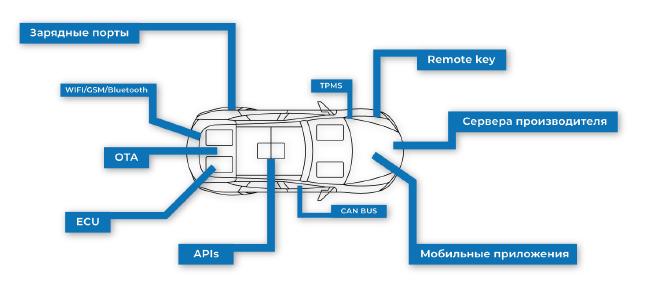 Зарядные порты
Remote key
WIFI/GSM/Bluetooth
TPMS
Сервера производителя
OTA
ECU
CAN BUS
APIs
Мобильные приложения